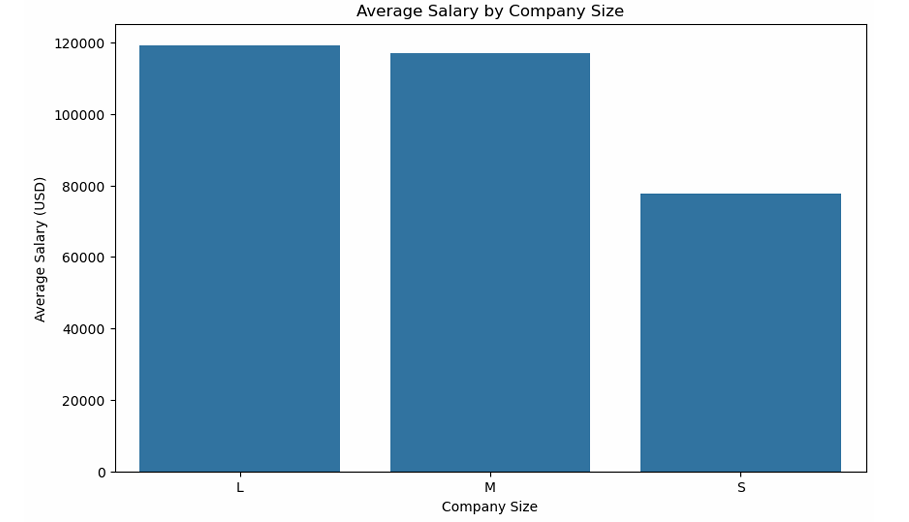 Average Salary by Company Size
120000
100000
80000
60000
40000
20000
0
Average Salary (USD)
L M S
Company Size